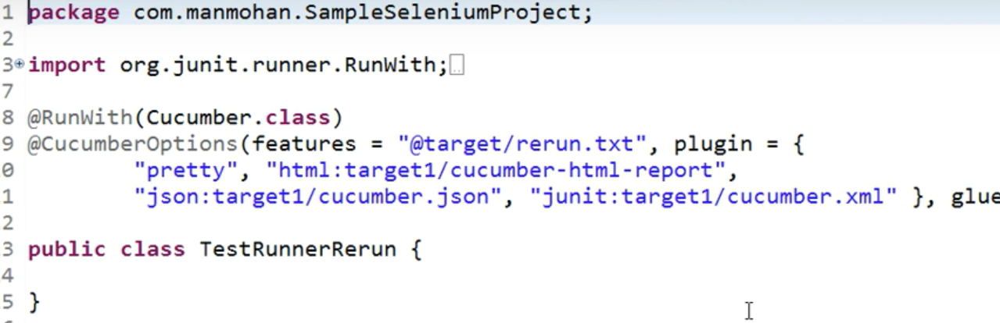 1 package com.manmohan.SampleSeleniumProject;
2
3 import org.junit.runner.RunWith;
7
8 @RunWith(Cucumber.class)
9 @CucumberOptions(features = "@target/rerun.txt", plugin = {
0 "pretty", "html:target1/cucumber-html-report",
1 "json:target1/cucumber.json", "junit:target1/cucumber.xml" }, glue
2
3 public class TestRunnerRerun {
4
5 }